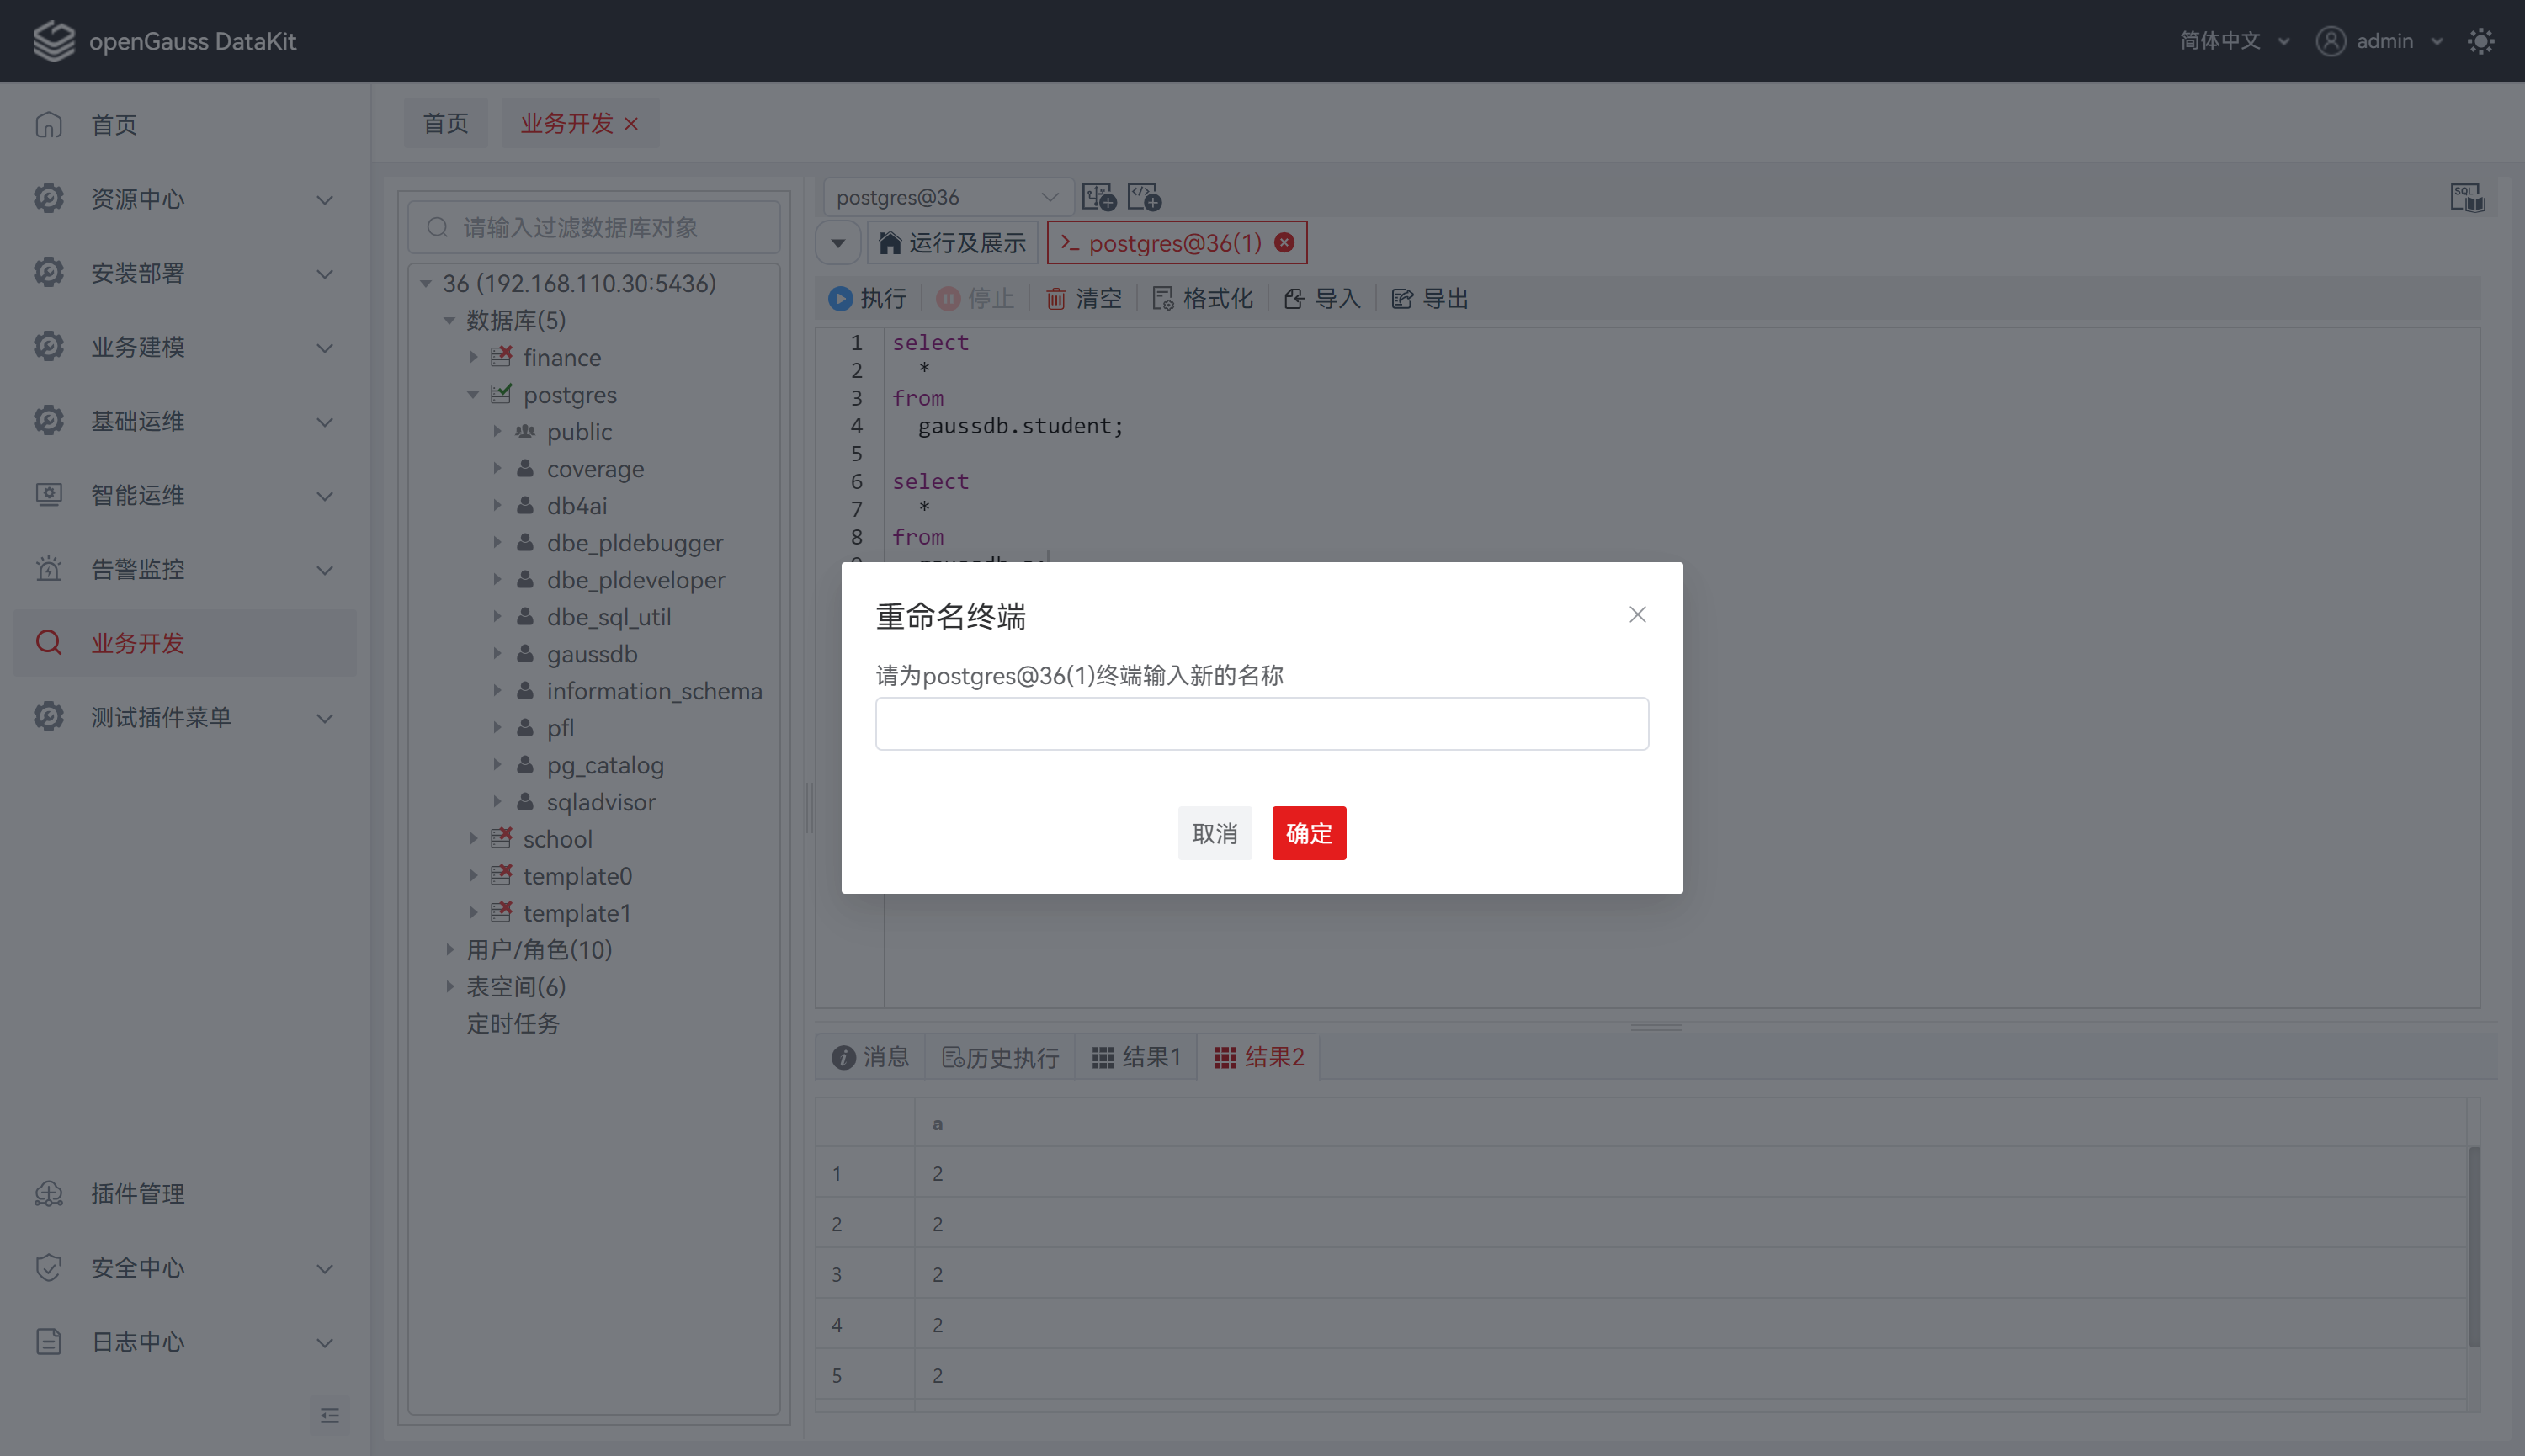 openGauss DataKit
简体中文
admin
首页
资源中心
安装部署
业务建模
基础运维
智能运维
告警监控
业务开发
测试插件菜单
插件管理
安全中心
日志中心
首页
业务开发
请输入过滤数据库对象
36 (192.168.110.30:5436)
数据库(5)
finance
postgres
public
coverage
db4ai
dbe_pldebugger
dbe_pldeveloper
dbe_sql_util
gaussdb
information_schema
pfl
pg_catalog
sqladvisor
school
template0
template1
用户/角色(10)
表空间(6)
定时任务
postgres@36
SQL
运行及展示
postgres@36(1)
执行 停止 清空 格式化 导入 导出
1 select
2 *
3 from
4 gaussdb.student;
5
6 select
7 *
8 from
重命名终端
请为postgres@36(1)终端输入新的名称
取消 确定
消息 历史执行 结果1 结果2
a
1 2
2 2
3 2
4 2
5 2